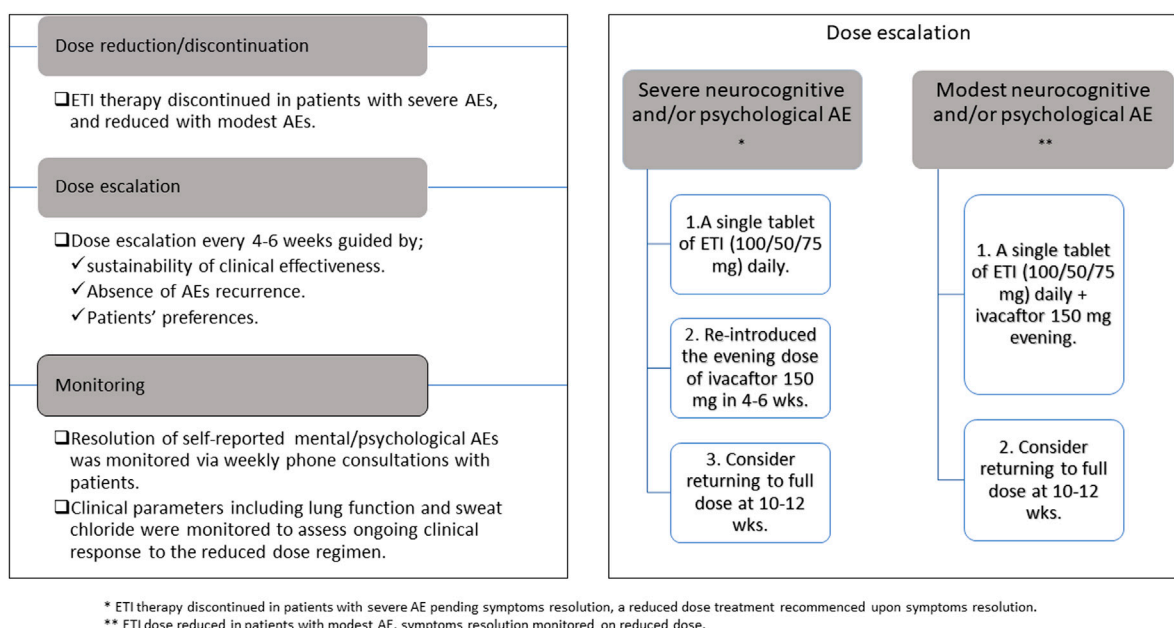 Dose reduction/discontinuation
❑ETI therapy discontinued in patients with severe AEs,
and reduced with modest AEs.
Dose escalation
❑Dose escalation every 4-6 weeks guided by;
✓sustainability of clinical effectiveness.
✓Absence of AEs recurrence.
✓Patients’ preferences.
Monitoring
❑Resolution of self-reported mental/psychological AEs
was monitored via weekly phone consultations with
patients.
❑Clinical parameters including lung function and sweat
chloride were monitored to assess ongoing clinical
response to the reduced dose regimen.
Dose escalation
Severe neurocognitive
and/or psychological AE
*
1.A single tablet
of ETI (100/50/75
mg) daily.
2. Re-introduced
the evening dose
of ivacaftor 150
mg in 4-6 wks.
3. Consider
returning to full
dose at 10-12
wks.
Modest neurocognitive
and/or psychological AE
**
1. A single tablet
of ETI (100/50/75
mg) daily +
ivacaftor 150 mg
evening.
2. Consider
returning to full
dose at 10-12
wks.
* ETI therapy discontinued in patients with severe AE pending symptoms resolution, a reduced dose treatment recommenced upon symptoms resolution.
** ETI dose reduced in patients with modest AE, symptoms resolution monitored on reduced dose.